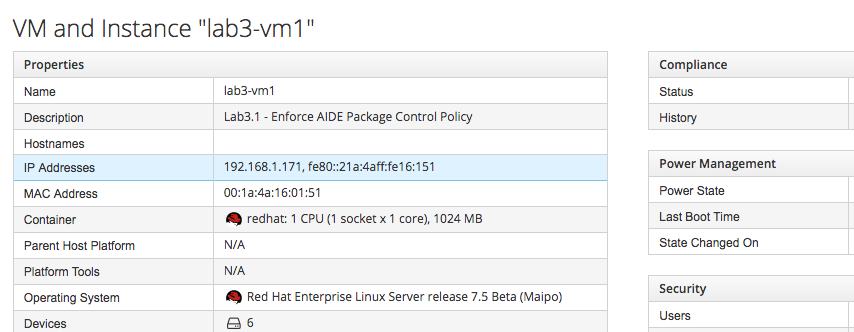 VM and Instance "lab3-vm1"
Properties
Name lab3-vm1
Description Lab3.1 - Enforce AIDE Package Control Policy
Hostnames
IP Addresses 192.168.1.171, fe80::21a:4aff:fe16:151
MAC Address 00:1a:4a:16:01:51
Container redhat: 1 CPU (1 socket x 1 core), 1024 MB
Parent Host Platform N/A
Platform Tools N/A
Operating System Red Hat Enterprise Linux Server release 7.5 Beta (Maipo)
Devices 6
Compliance
Status
History
Power Management
Power State
Last Boot Time
State Changed On
Security
Users